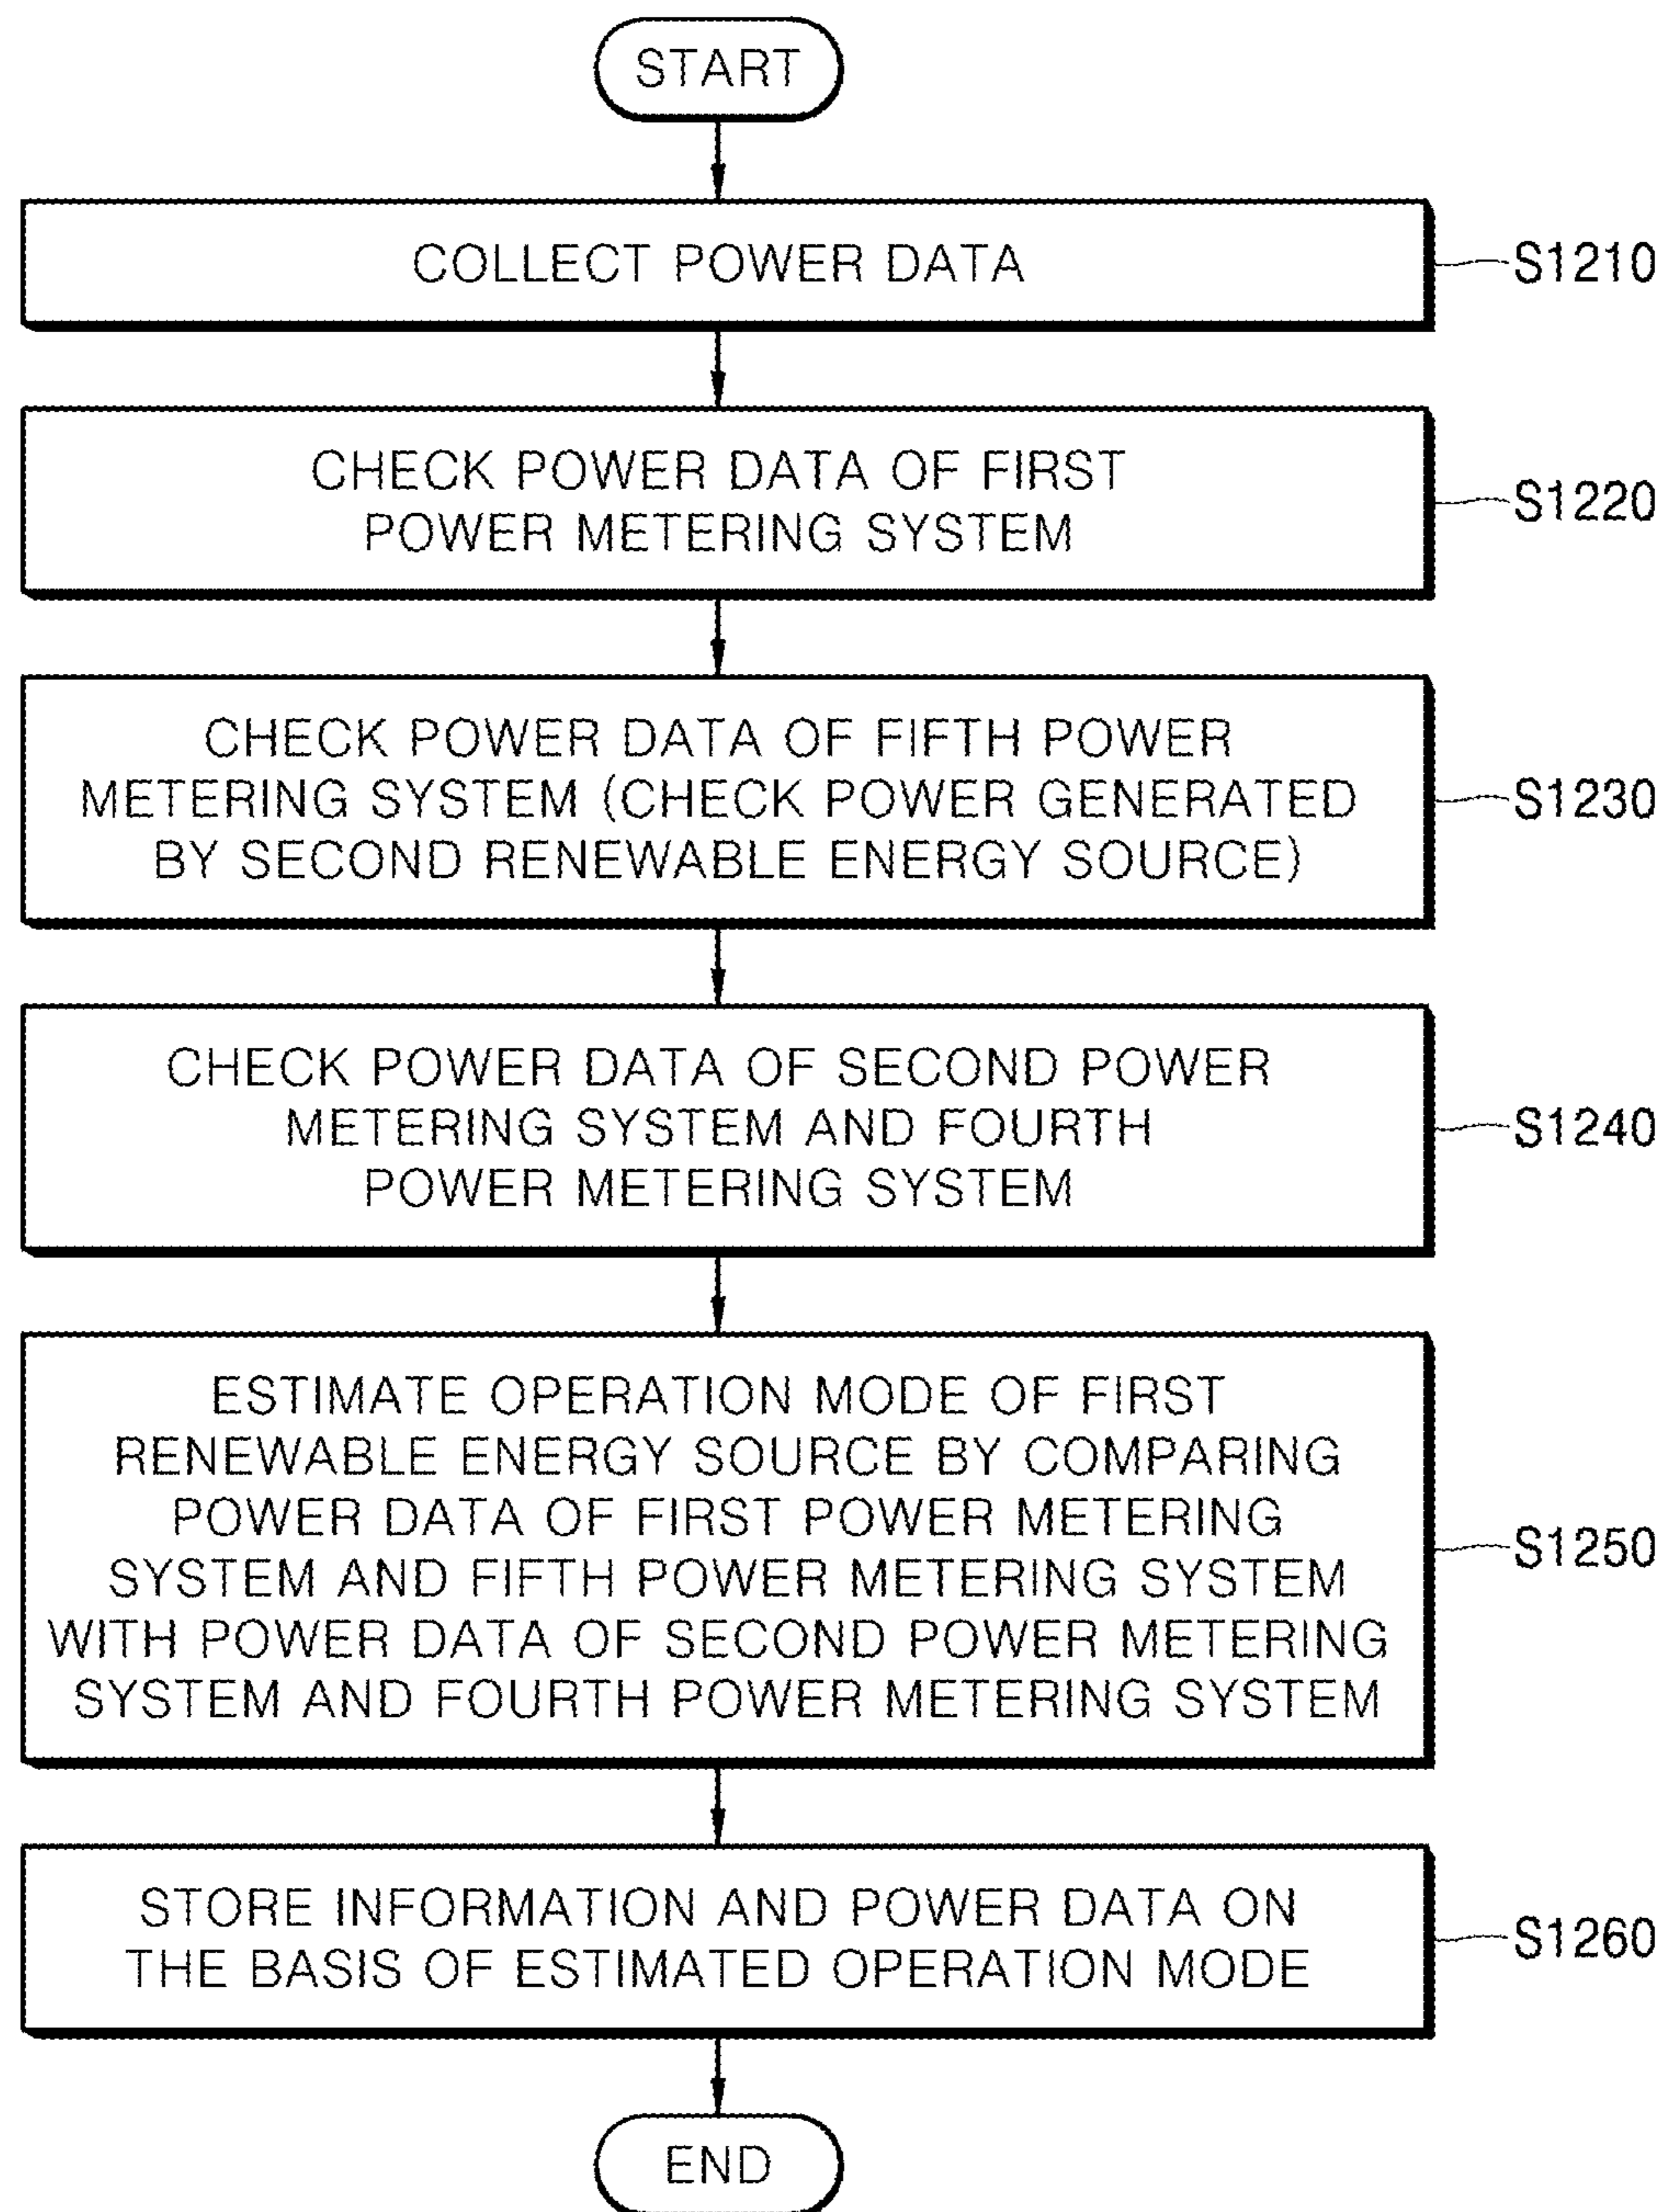 START
COLLECT POWER DATA
S1210
CHECK POWER DATA OF FIRST
POWER METERING SYSTEM
S1220
CHECK POWER DATA OF FIFTH POWER
METERING SYSTEM (CHECK POWER GENERATED
BY SECOND RENEWABLE ENERGY SOURCE)
S1230
CHECK POWER DATA OF SECOND POWER
METERING SYSTEM AND FOURTH
POWER METERING SYSTEM
S1240
ESTIMATE OPERATION MODE OF FIRST
RENEWABLE ENERGY SOURCE BY COMPARING
POWER DATA OF FIRST POWER METERING
SYSTEM AND FIFTH POWER METERING SYSTEM
WITH POWER DATA OF SECOND POWER METERING
SYSTEM AND FOURTH POWER METERING SYSTEM
S1250
STORE INFORMATION AND POWER DATA ON
THE BASIS OF ESTIMATED OPERATION MODE
S1260
END